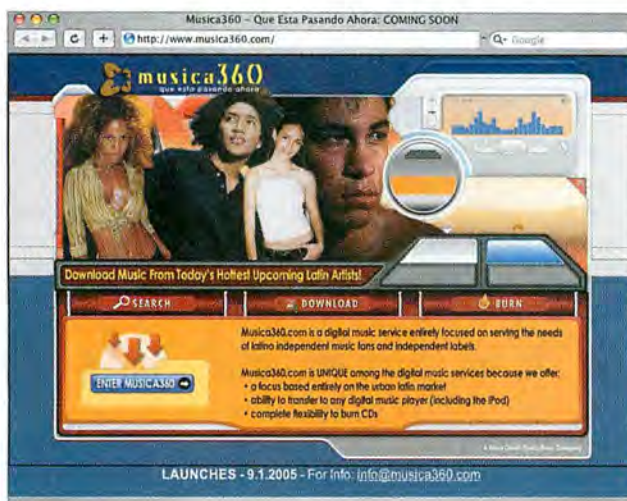 Musica360 – Que Esta Pasando Ahora: COMING SOON
http://www.musica360.com/
Google
musica360
que esta pasando ahora
Download Music From Today's Hottest Upcoming Latin Artists!
SEARCH
DOWNLOAD
BURN
ENTER MUSICA360
Musica360.com is a digital music service entirely focused on serving the needs
of latino independent music fans and independent labels.
Musica360.com is UNIQUE among the digital music services because we offer:
• a focus based entirely on the urban latin market
• ability to transfer to any digital music player (including the iPod)
• complete flexibility to burn CDs
LAUNCHES - 9.1.2005 - For Info: info@musica360.com